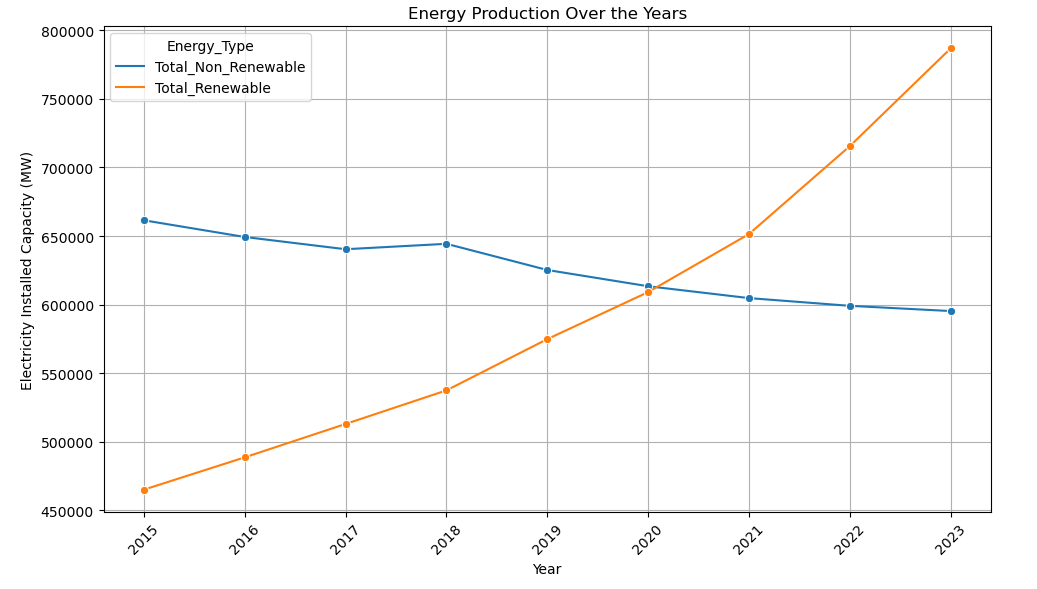 Energy Production Over the Years
800000
750000
700000
650000
600000
550000
500000
450000
Electricity Installed Capacity (MW)
Energy_Type
Total_Non_Renewable
Total_Renewable
2015 2016 2017 2018 2019 2020 2021 2022 2023
Year